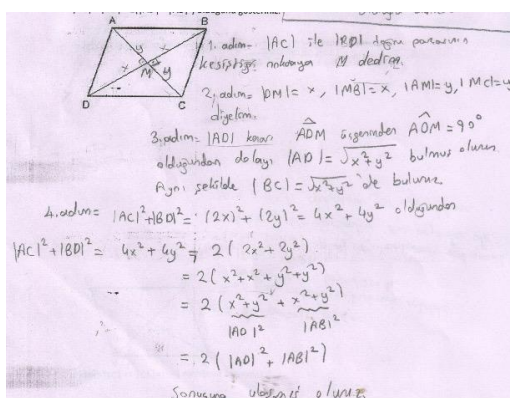 A B
y x
x M y
D C
1. adım= |AC| ile |BD| doğru parçasının
kesiştiği noktaya M dedim.
2. adım= |DM|= x, |MB|= x, |AM|=y, |MC|=y
diyelim.
3. adım= |AD| kenarı ADM üçgeninden AOM = 90°
olduğundan dolayı |AD|= √x²+y² bulmuş oluruz
Aynı şekilde |BC|= √x²+y² 'de buluruz
4. adım= |AC|²+|BD|²= (2x)²+(2y)²= 4x²+4y² olduğundan
|AC|²+|BD|²= 4x²+4y² = 2(2x²+2y²)
= 2(x²+x²+y²+y²)
= 2(x²+y²+x²+y²)
|AD|² |AB|²
= 2(|AD|²+|AB|²)
Sonucuna ulaşmış oluruz.